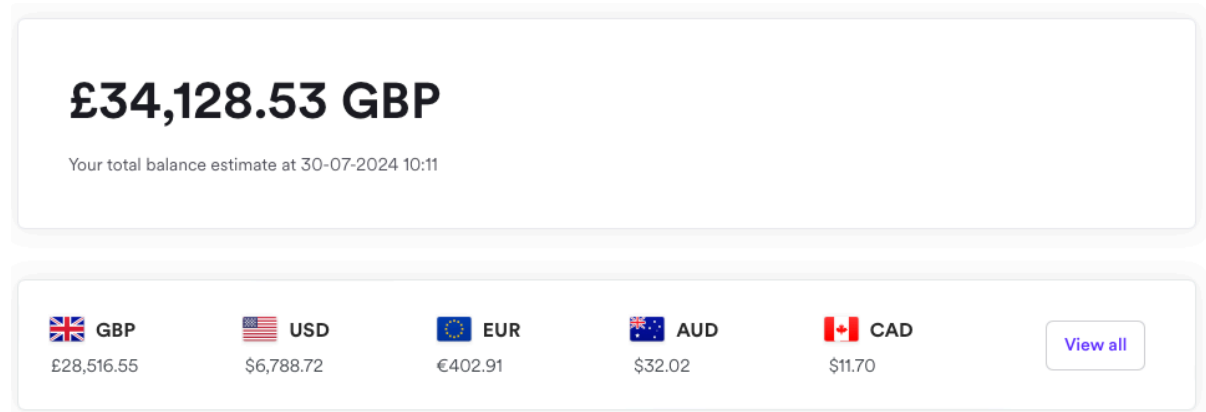 £34,128.53 GBP
Your total balance estimate at 30-07-2024 10:11
GBP USD EUR AUD CAD
£28,516.55 $6,788.72 €402.91 $32.02 $11.70
View all